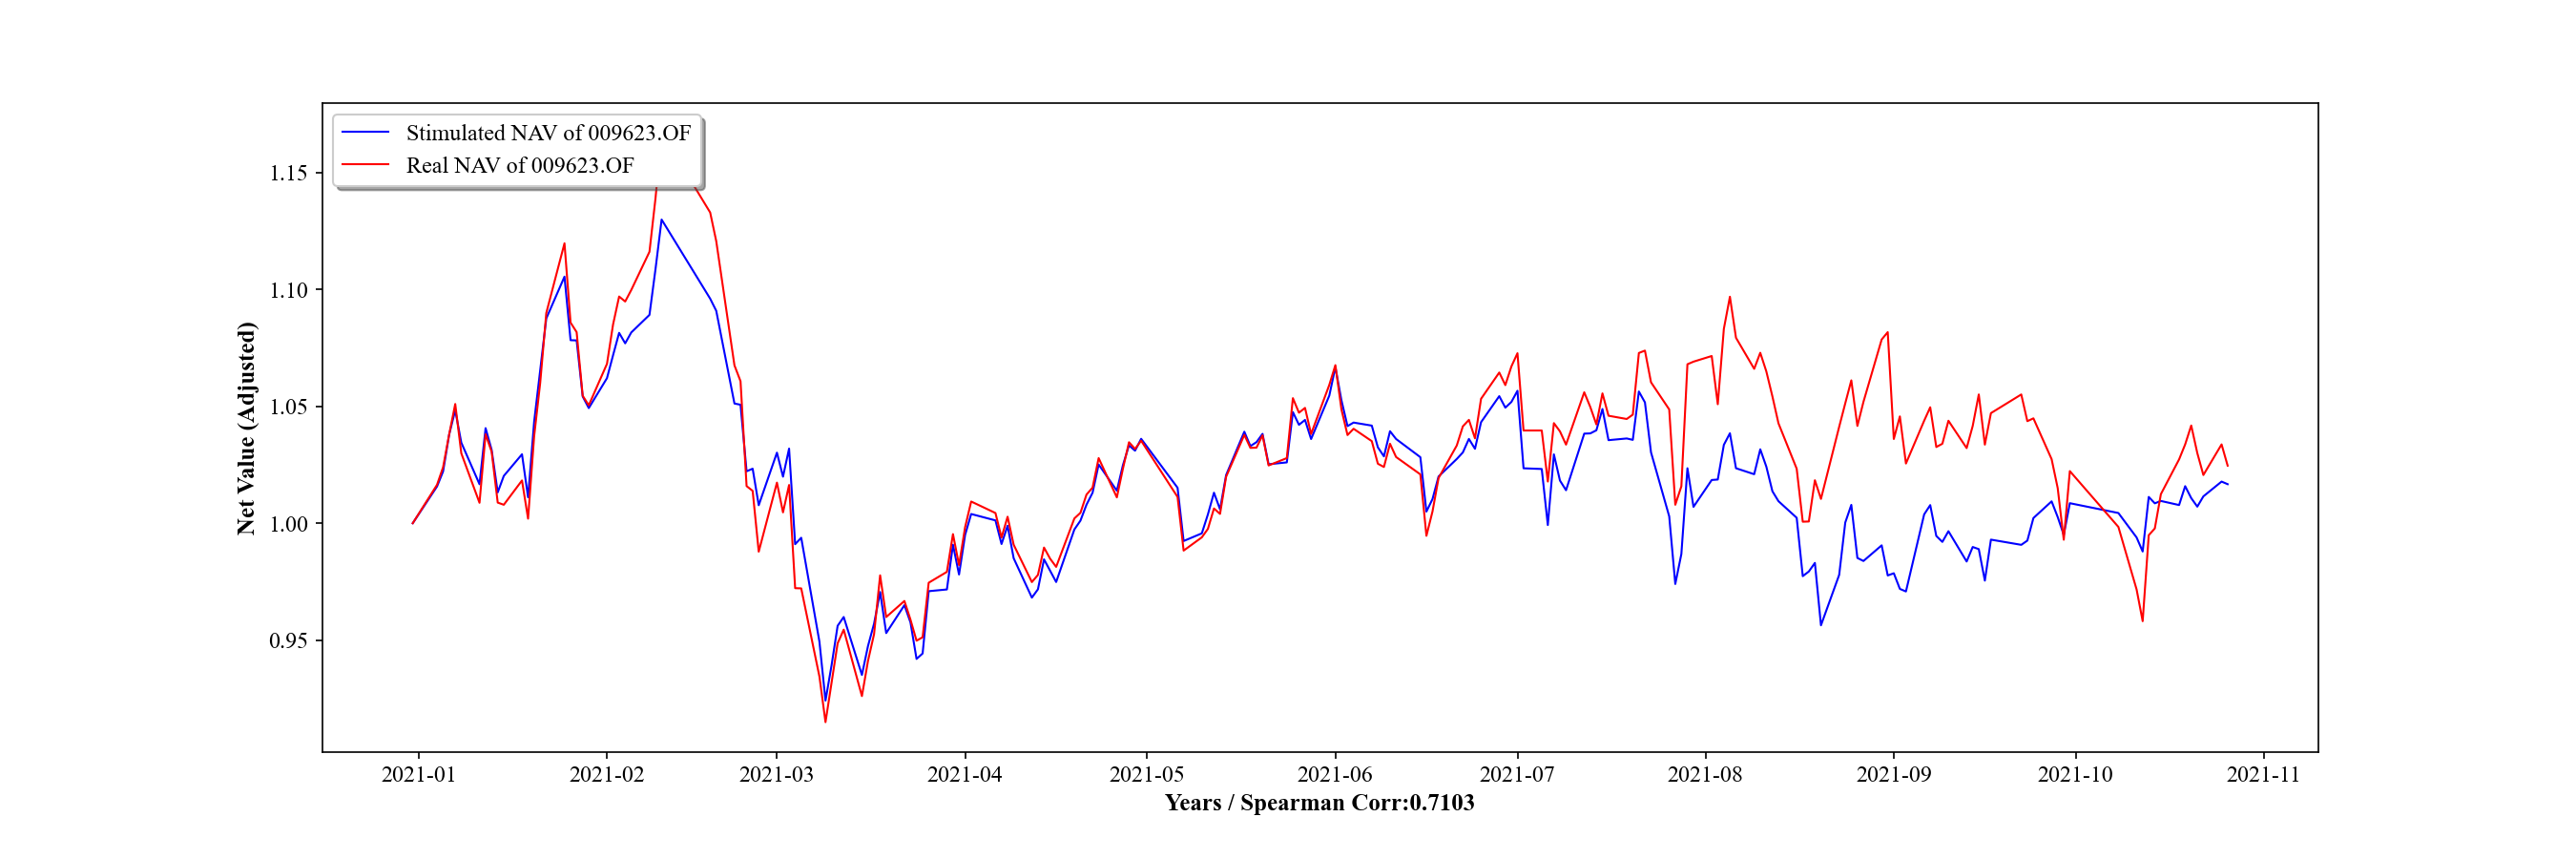 Stimulated NAV of 009623.OF
Real NAV of 009623.OF
Net Value (Adjusted)
1.15
1.10
1.05
1.00
0.95
2021-01 2021-02 2021-03 2021-04 2021-05 2021-06 2021-07 2021-08 2021-09 2021-10 2021-11
Years / Spearman Corr:0.7103